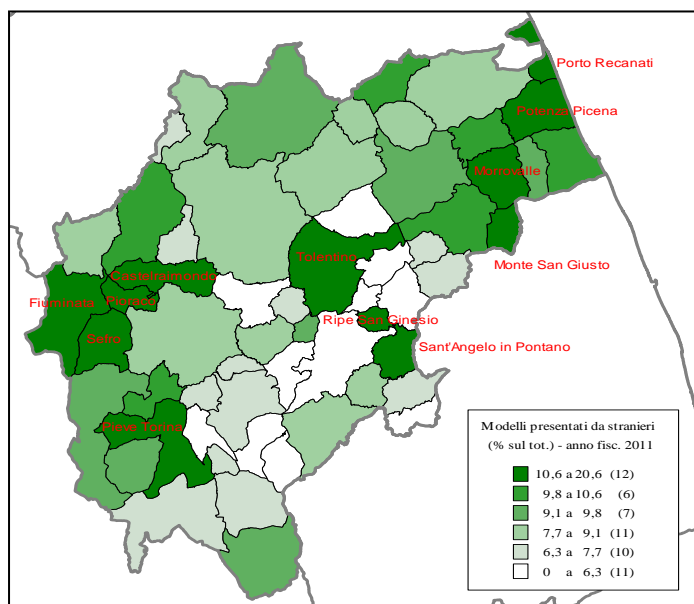 Porto Recanati
Potenza Picena
Morrovalle
Tolentino
Monte San Giusto
Castelraimondo
Fiuminata
Pioraco
Ripe San Ginesio
Sefro
Sant'Angelo in Pontano
Pieve Torina
Modelli presentati da stranieri
(% sul tot.) - anno fisc. 2011
10,6 a 20,6 (12)
9,8 a 10,6 (6)
9,1 a 9,8 (7)
7,7 a 9,1 (11)
6,3 a 7,7 (10)
0 a 6,3 (11)